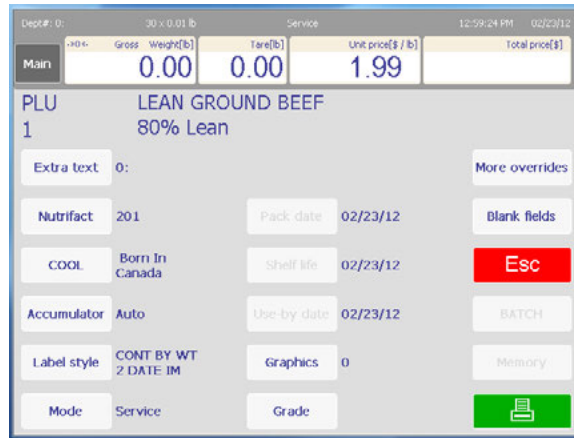 Dept#: 0: 30 x 0.01 lb Service 12:59:24 PM 02/23/12
Main ->0<- Gross Weight[lb] Tare[lb] Unit price[$ / lb] Total price[$]
0.00 0.00 1.99
PLU LEAN GROUND BEEF
1 80% Lean
Extra text 0: More overrides
Nutrifact 201 Pack date 02/23/12 Blank fields
COOL Born In Canada Shelf life 02/23/12 Esc
Accumulator Auto Use-by date 02/23/12 BATCH
Label style CONT BY WT 2 DATE IM Graphics 0 Memory
Mode Service Grade